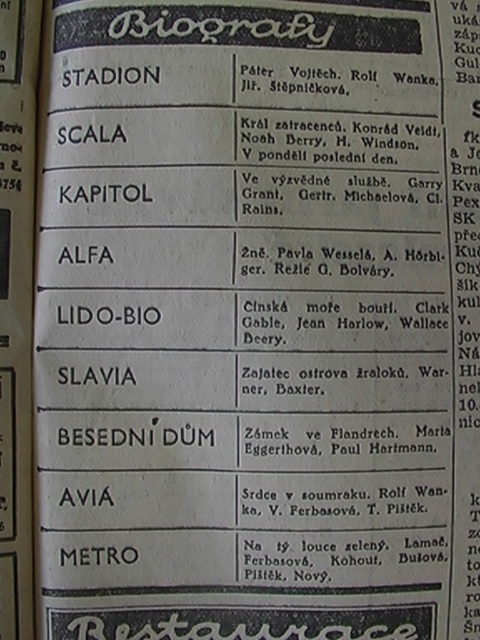 Biografy
STADION
Páter Vojtěch. Rolf Wanka,
Jiř. Štěpničková.
SCALA
Král zatracenců. Konrád Veidt,
Noah Berry, H. Windson.
V pondělí poslední den.
KAPITOL
Ve výzvědné službě. Garry
Grant, Gertr. Michaelová, Cl.
Rains.
ALFA
Žně. Pavla Wesselá, A. Hörbi-
ger. Režie G. Bolváry.
LIDO-BIO
Čínská moře bouří. Clark
Gable, Jean Harlow, Wallace
Beery.
SLAVIA
Zajatec ostrova žraloků. War-
ner, Baxter.
BESEDNÍ DŮM
Zámek ve Flandrech. Marta
Eggerthová, Paul Hartmann.
AVIA
Srdce v soumraku. Rolf Wan-
ka, V. Ferbasová, T. Pištěk.
METRO
Na tý louce zelený. Lamač,
Ferbasová, Kohout, Bušová,
Pištěk, Nový.
Restaurace